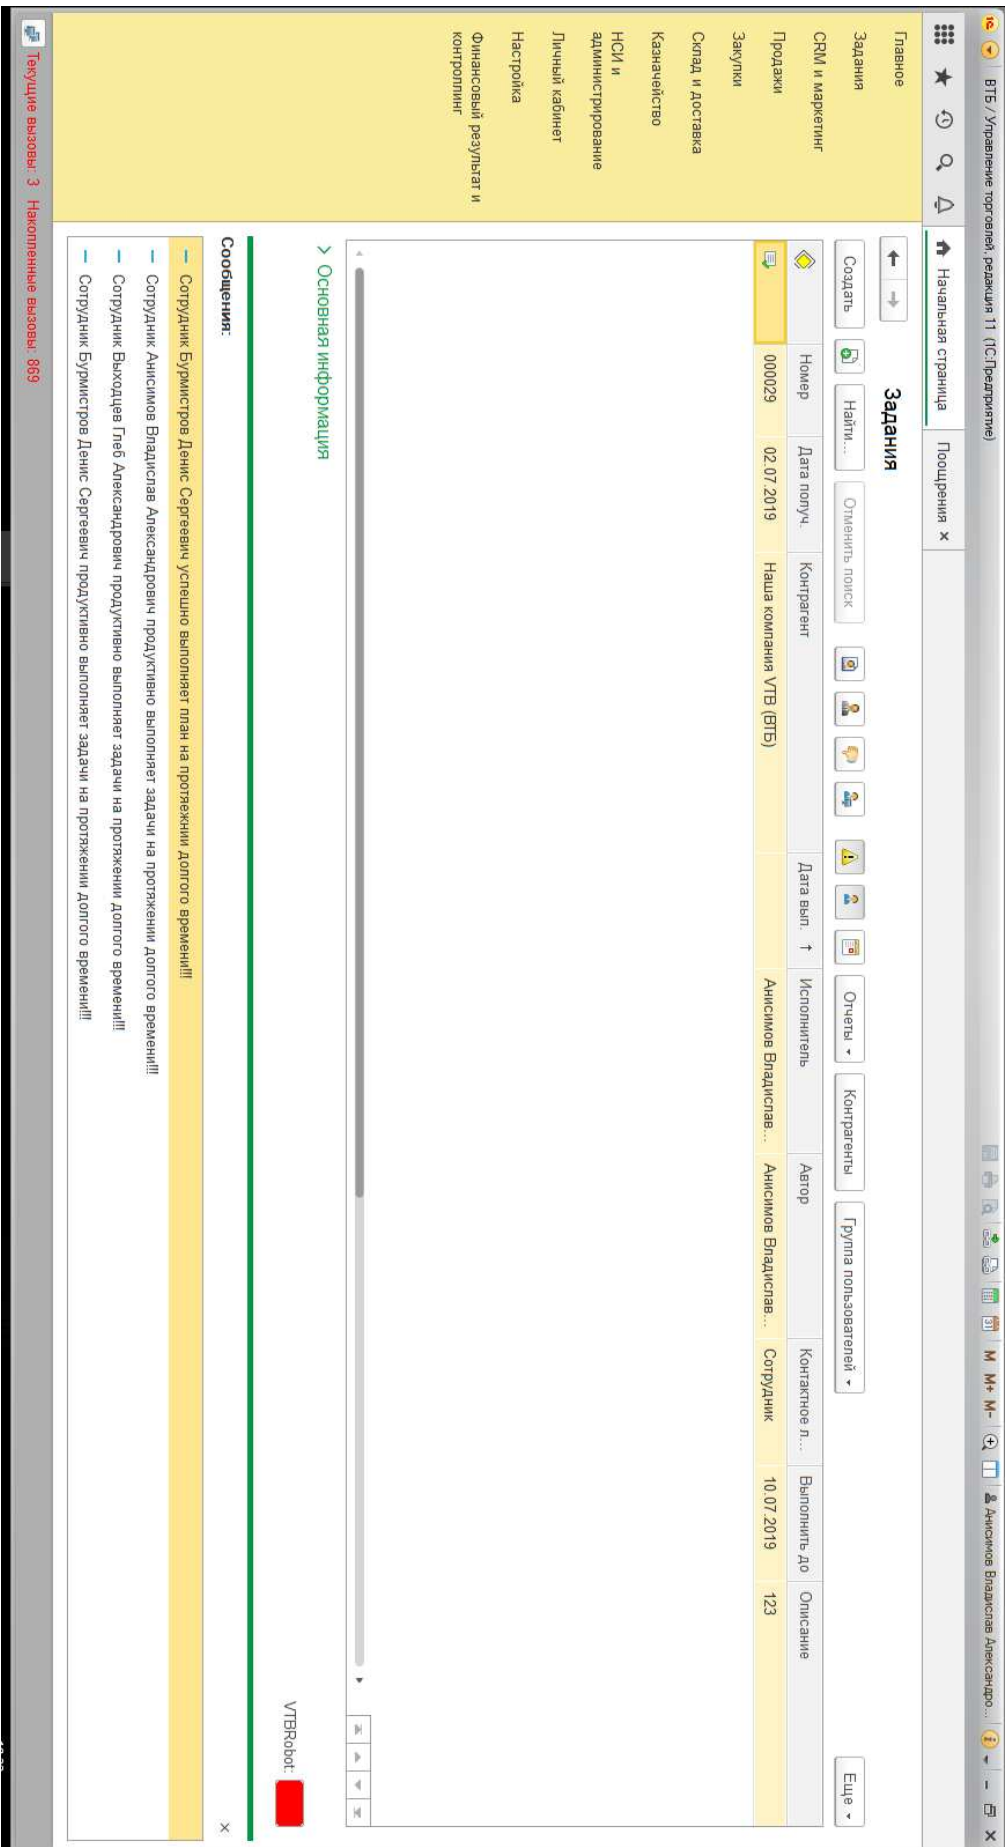 ВТБ / Управление торговлей, редакция 11 (1С:Предприятие)
M M+ M-
Анисимов Владислав Александро...
Начальная страница
Поощрения ×
Главное
Задания
CRM и маркетинг
Продажи
Закупки
Склад и доставка
Казначейство
НСИ и
администрирование
Личный кабинет
Настройка
Финансовый результат и
контроллинг
Задания
Создать
Найти...
Отменить поиск
Отчеты
Контрагенты
Группа пользователей
Еще
Номер Дата получ. Контрагент Дата вып. ↑ Исполнитель Автор Контактное л... Выполнить до Описание
000029 02.07.2019 Наша компания VTB (ВТБ) Анисимов Владислав... Анисимов Владислав... Сотрудник 10.07.2019 123
> Основная информация
VTBRobot:
Сообщения:
— Сотрудник Бурмистров Денис Сергеевич успешно выполняет план на протяжении долгого времени!!!
— Сотрудник Анисимов Владислав Александрович продуктивно выполняет задачи на протяжении долгого времени!!!
— Сотрудник Выходцев Глеб Александрович продуктивно выполняет задачи на протяжении долгого времени!!!
— Сотрудник Бурмистров Денис Сергеевич продуктивно выполняет задачи на протяжении долгого времени!!!
Текущие вызовы: 3 Накопленные вызовы: 869